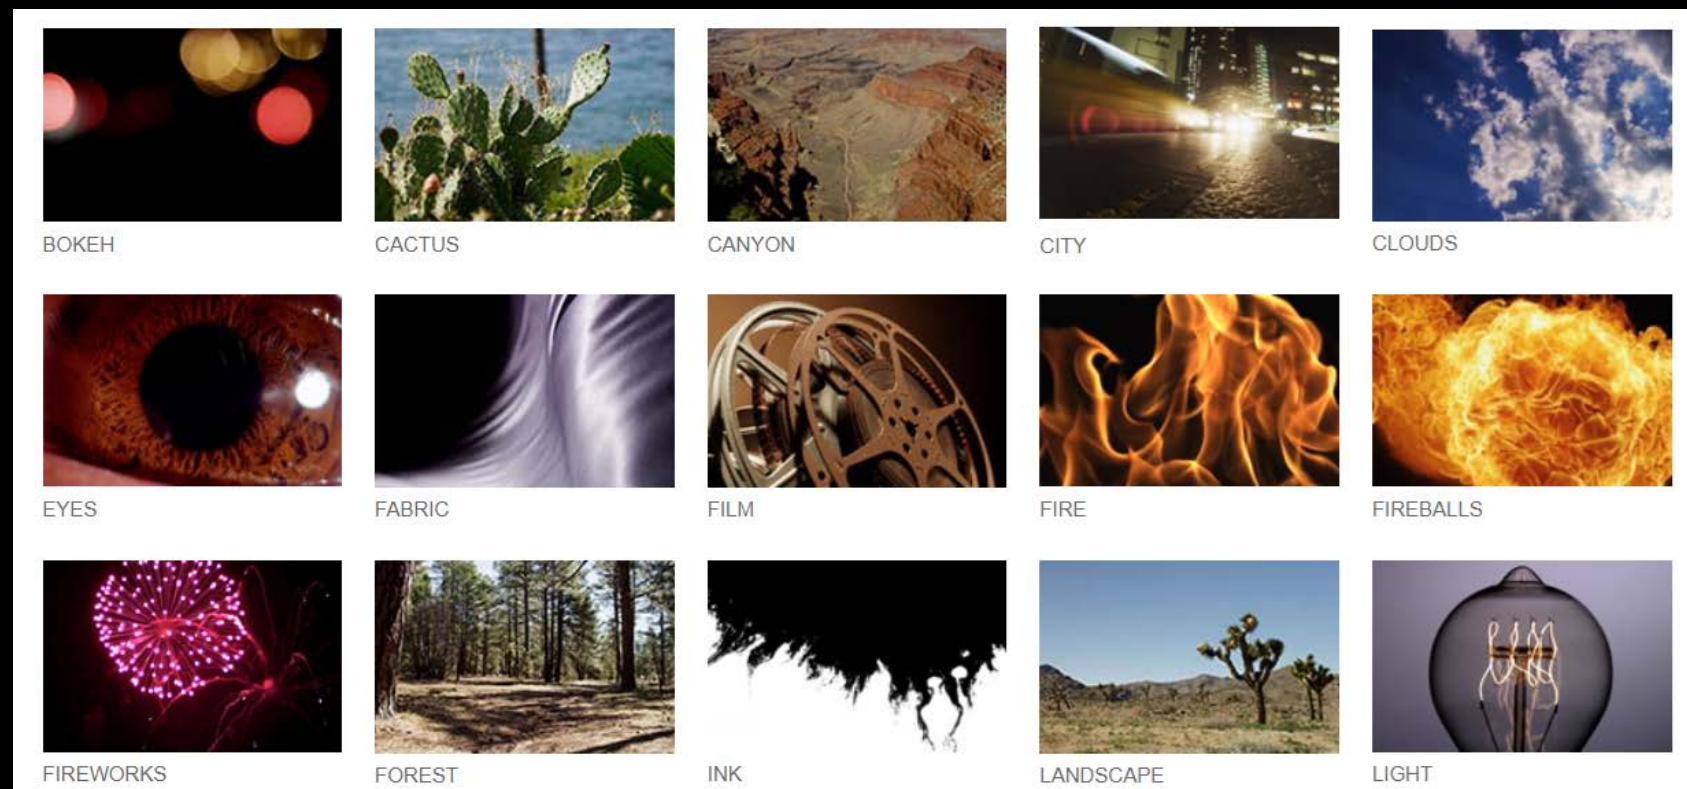 BOKEH
CACTUS
CANYON
CITY
CLOUDS
EYES
FABRIC
FILM
FIRE
FIREBALLS
FIREWORKS
FOREST
INK
LANDSCAPE
LIGHT